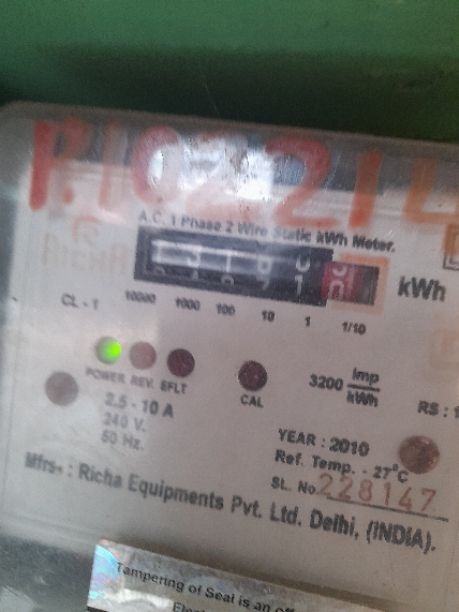 P.102214
A.C. 1 Phase 2 Wire Static kWh Meter.
kWh
CL - 1 10000 1000 100 10 1 1/10
POWER REV. EFLT
CAL
3200 Imp/kWh
2.5 - 10 A
240 V.
50 Hz.
RS :
YEAR : 2010
Ref. Temp. - 27°C
SL. No. 228147
Mfrs. : Richa Equipments Pvt. Ltd. Delhi, (INDIA).
Tampering of Seal is an